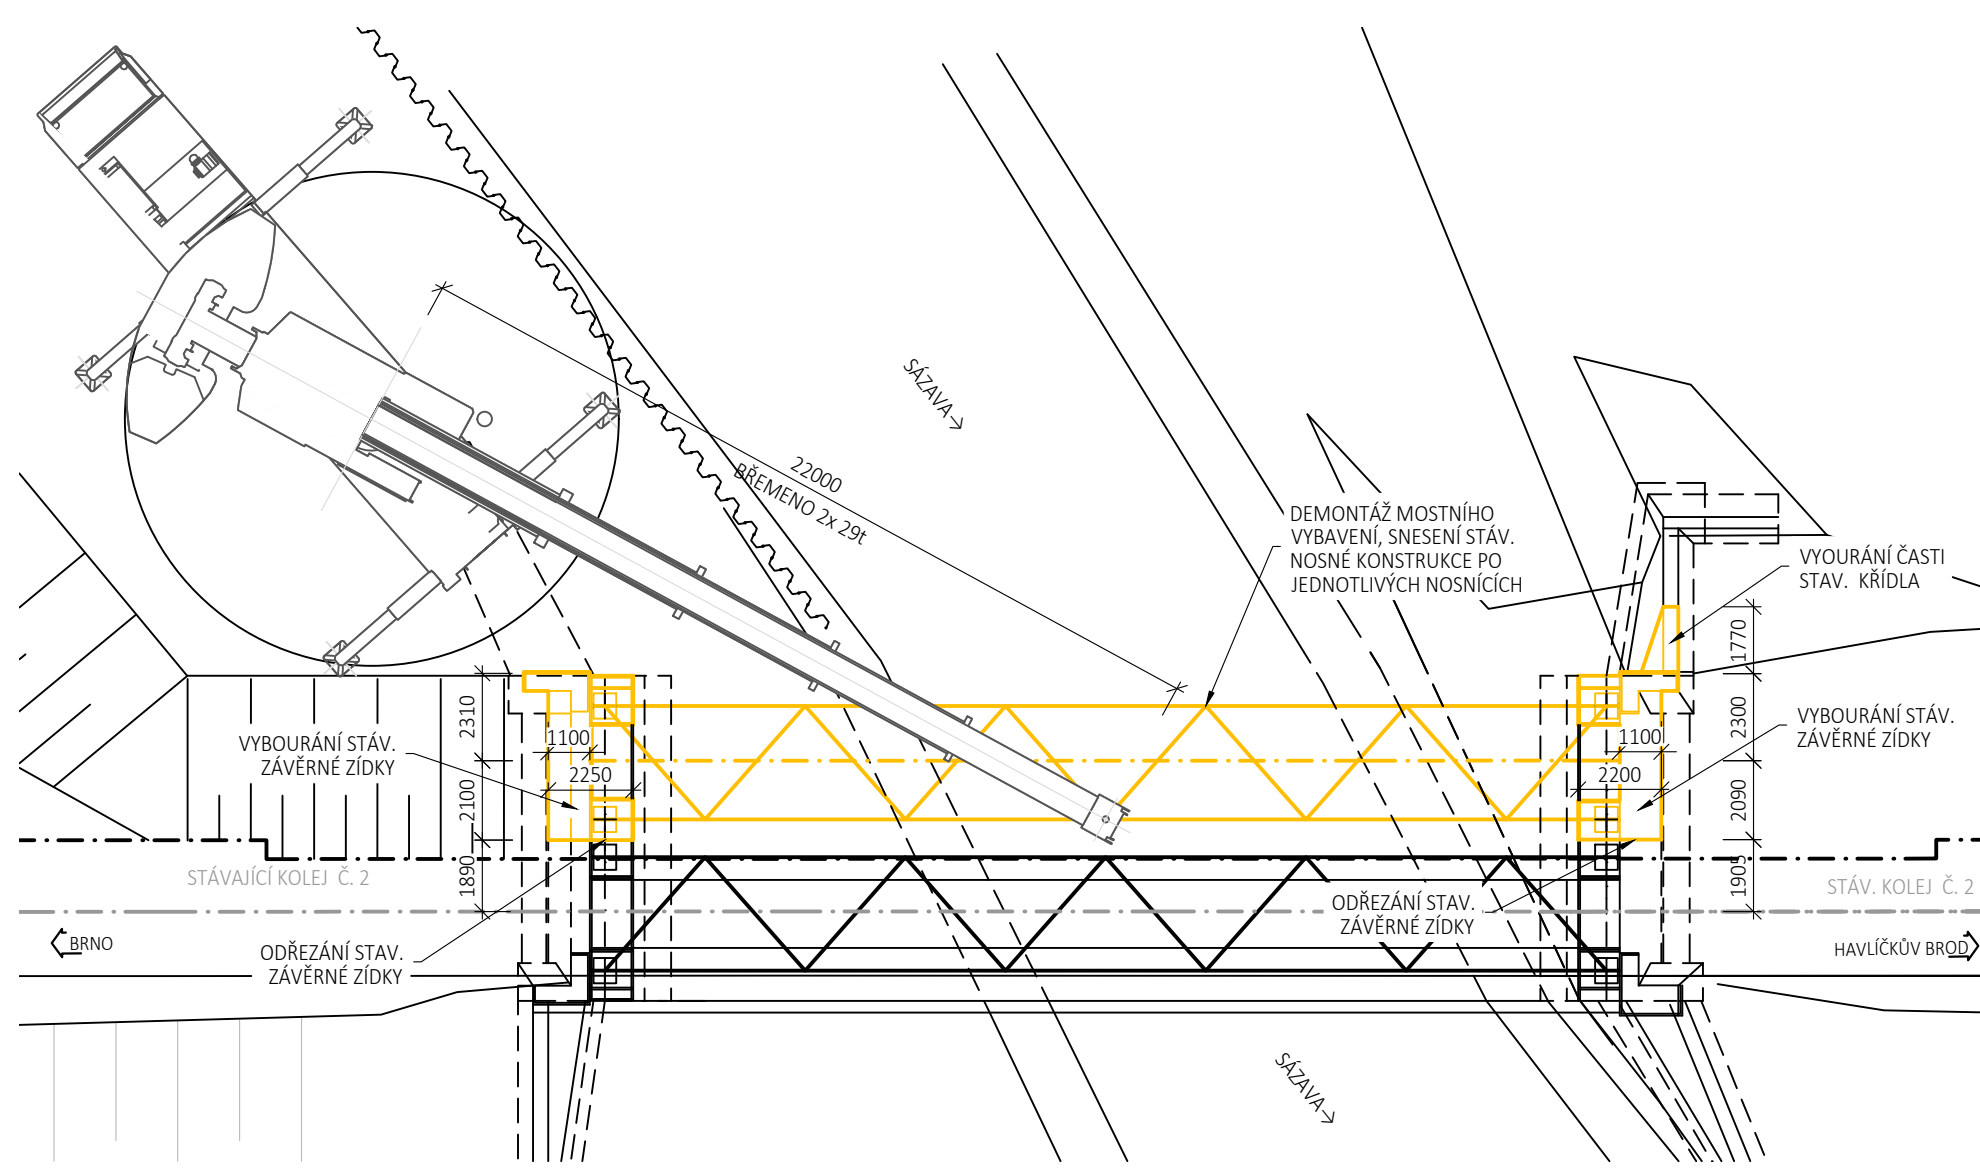 SÁZAVA
22000
BŘEMENO 2x 29t
DEMONTÁŽ MOSTNÍHO
VYBAVENÍ, SNESENÍ STÁV.
NOSNÉ KONSTRUKCE PO
JEDNOTLIVÝCH NOSNÍCÍCH
VYOURÁNÍ ČASTI
STAV. KŘÍDLA
1770
2310
2300
VYBOURÁNÍ STÁV.
ZÁVĚRNÉ ZÍDKY
1100
2250
1100
2200
VYBOURÁNÍ STÁV.
ZÁVĚRNÉ ZÍDKY
2100
2090
1890
1905
STÁVAJÍCÍ KOLEJ Č. 2
STÁV. KOLEJ Č. 2
ODŘEZÁNÍ STAV.
ZÁVĚRNÉ ZÍDKY
BRNO
HAVLÍČKŮV BROD
ODŘEZÁNÍ STAV.
ZÁVĚRNÉ ZÍDKY
SÁZAVA